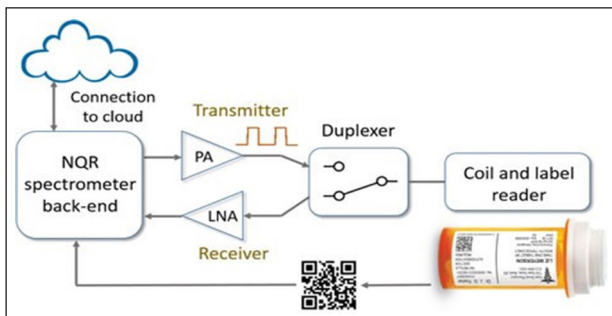 Connection
to cloud
Transmitter
Duplexer
NQR
spectrometer
back-end
PA
LNA
Coil and label
reader
Receiver